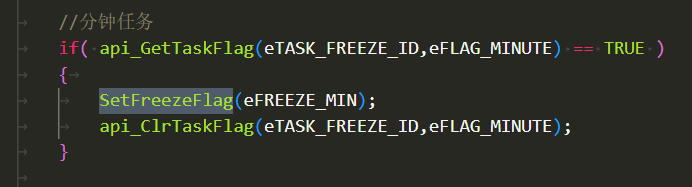 //分钟任务
if( api_GetTaskFlag(eTASK_FREEZE_ID,eFLAG_MINUTE) == TRUE )
{
SetFreezeFlag(eFREEZE_MIN);
api_ClrTaskFlag(eTASK_FREEZE_ID,eFLAG_MINUTE);
}